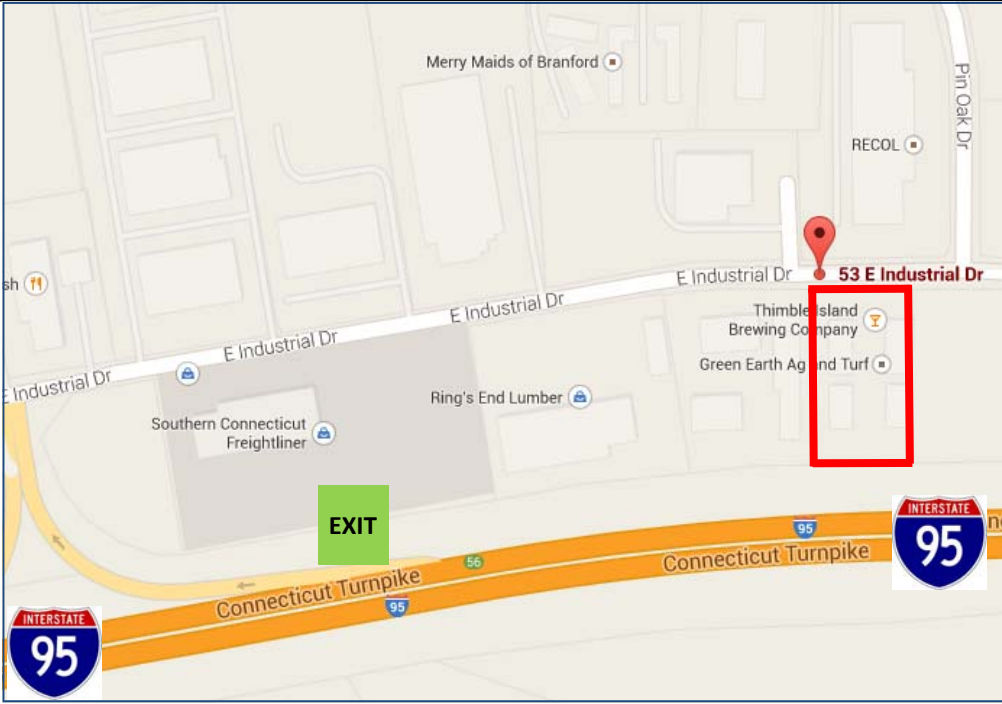 Merry Maids of Branford
Pin Oak Dr
RECOL
sh
E Industrial Dr
53 E Industrial Dr
E Industrial Dr
Thimble Island
Brewing Company
E Industrial Dr
Green Earth Ag and Turf
E Industrial Dr
Ring's End Lumber
Southern Connecticut
Freightliner
EXIT
INTERSTATE
95
95
Connecticut Turnpike
56
Connecticut Turnpike
95
INTERSTATE
95